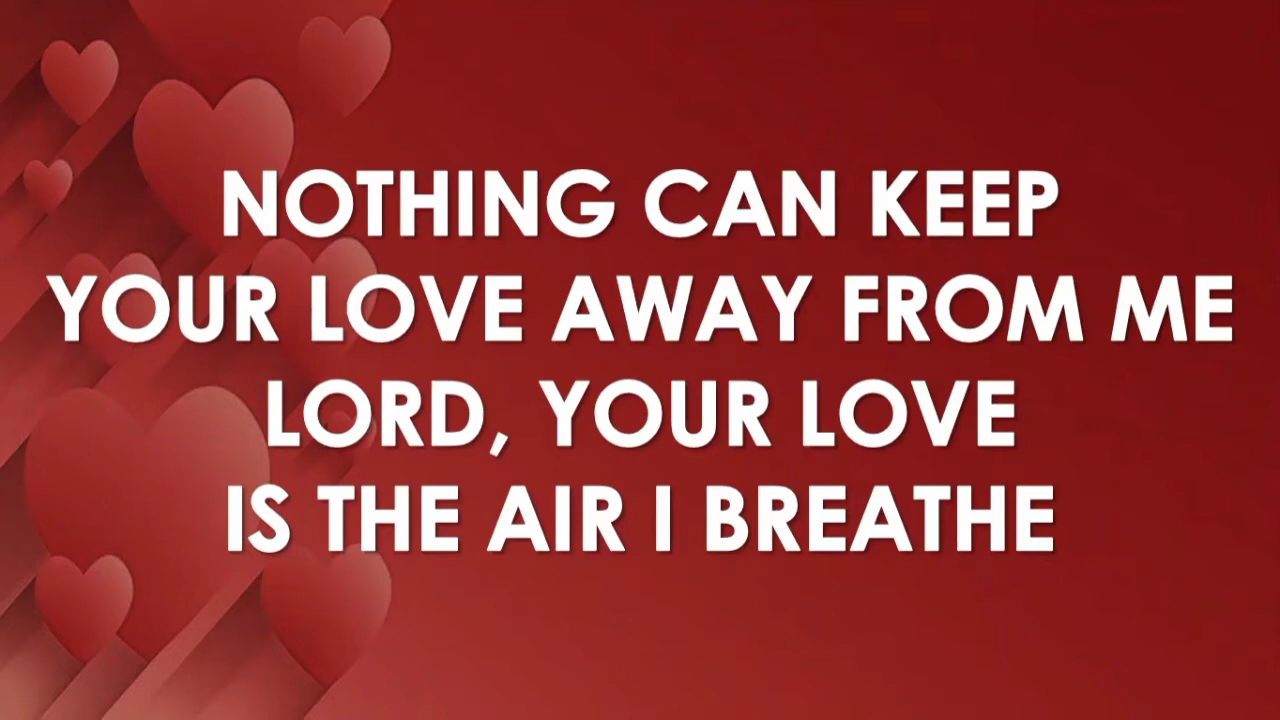 NOTHING CAN KEEP
YOUR LOVE AWAY FROM ME
LORD, YOUR LOVE
IS THE AIR I BREATHE